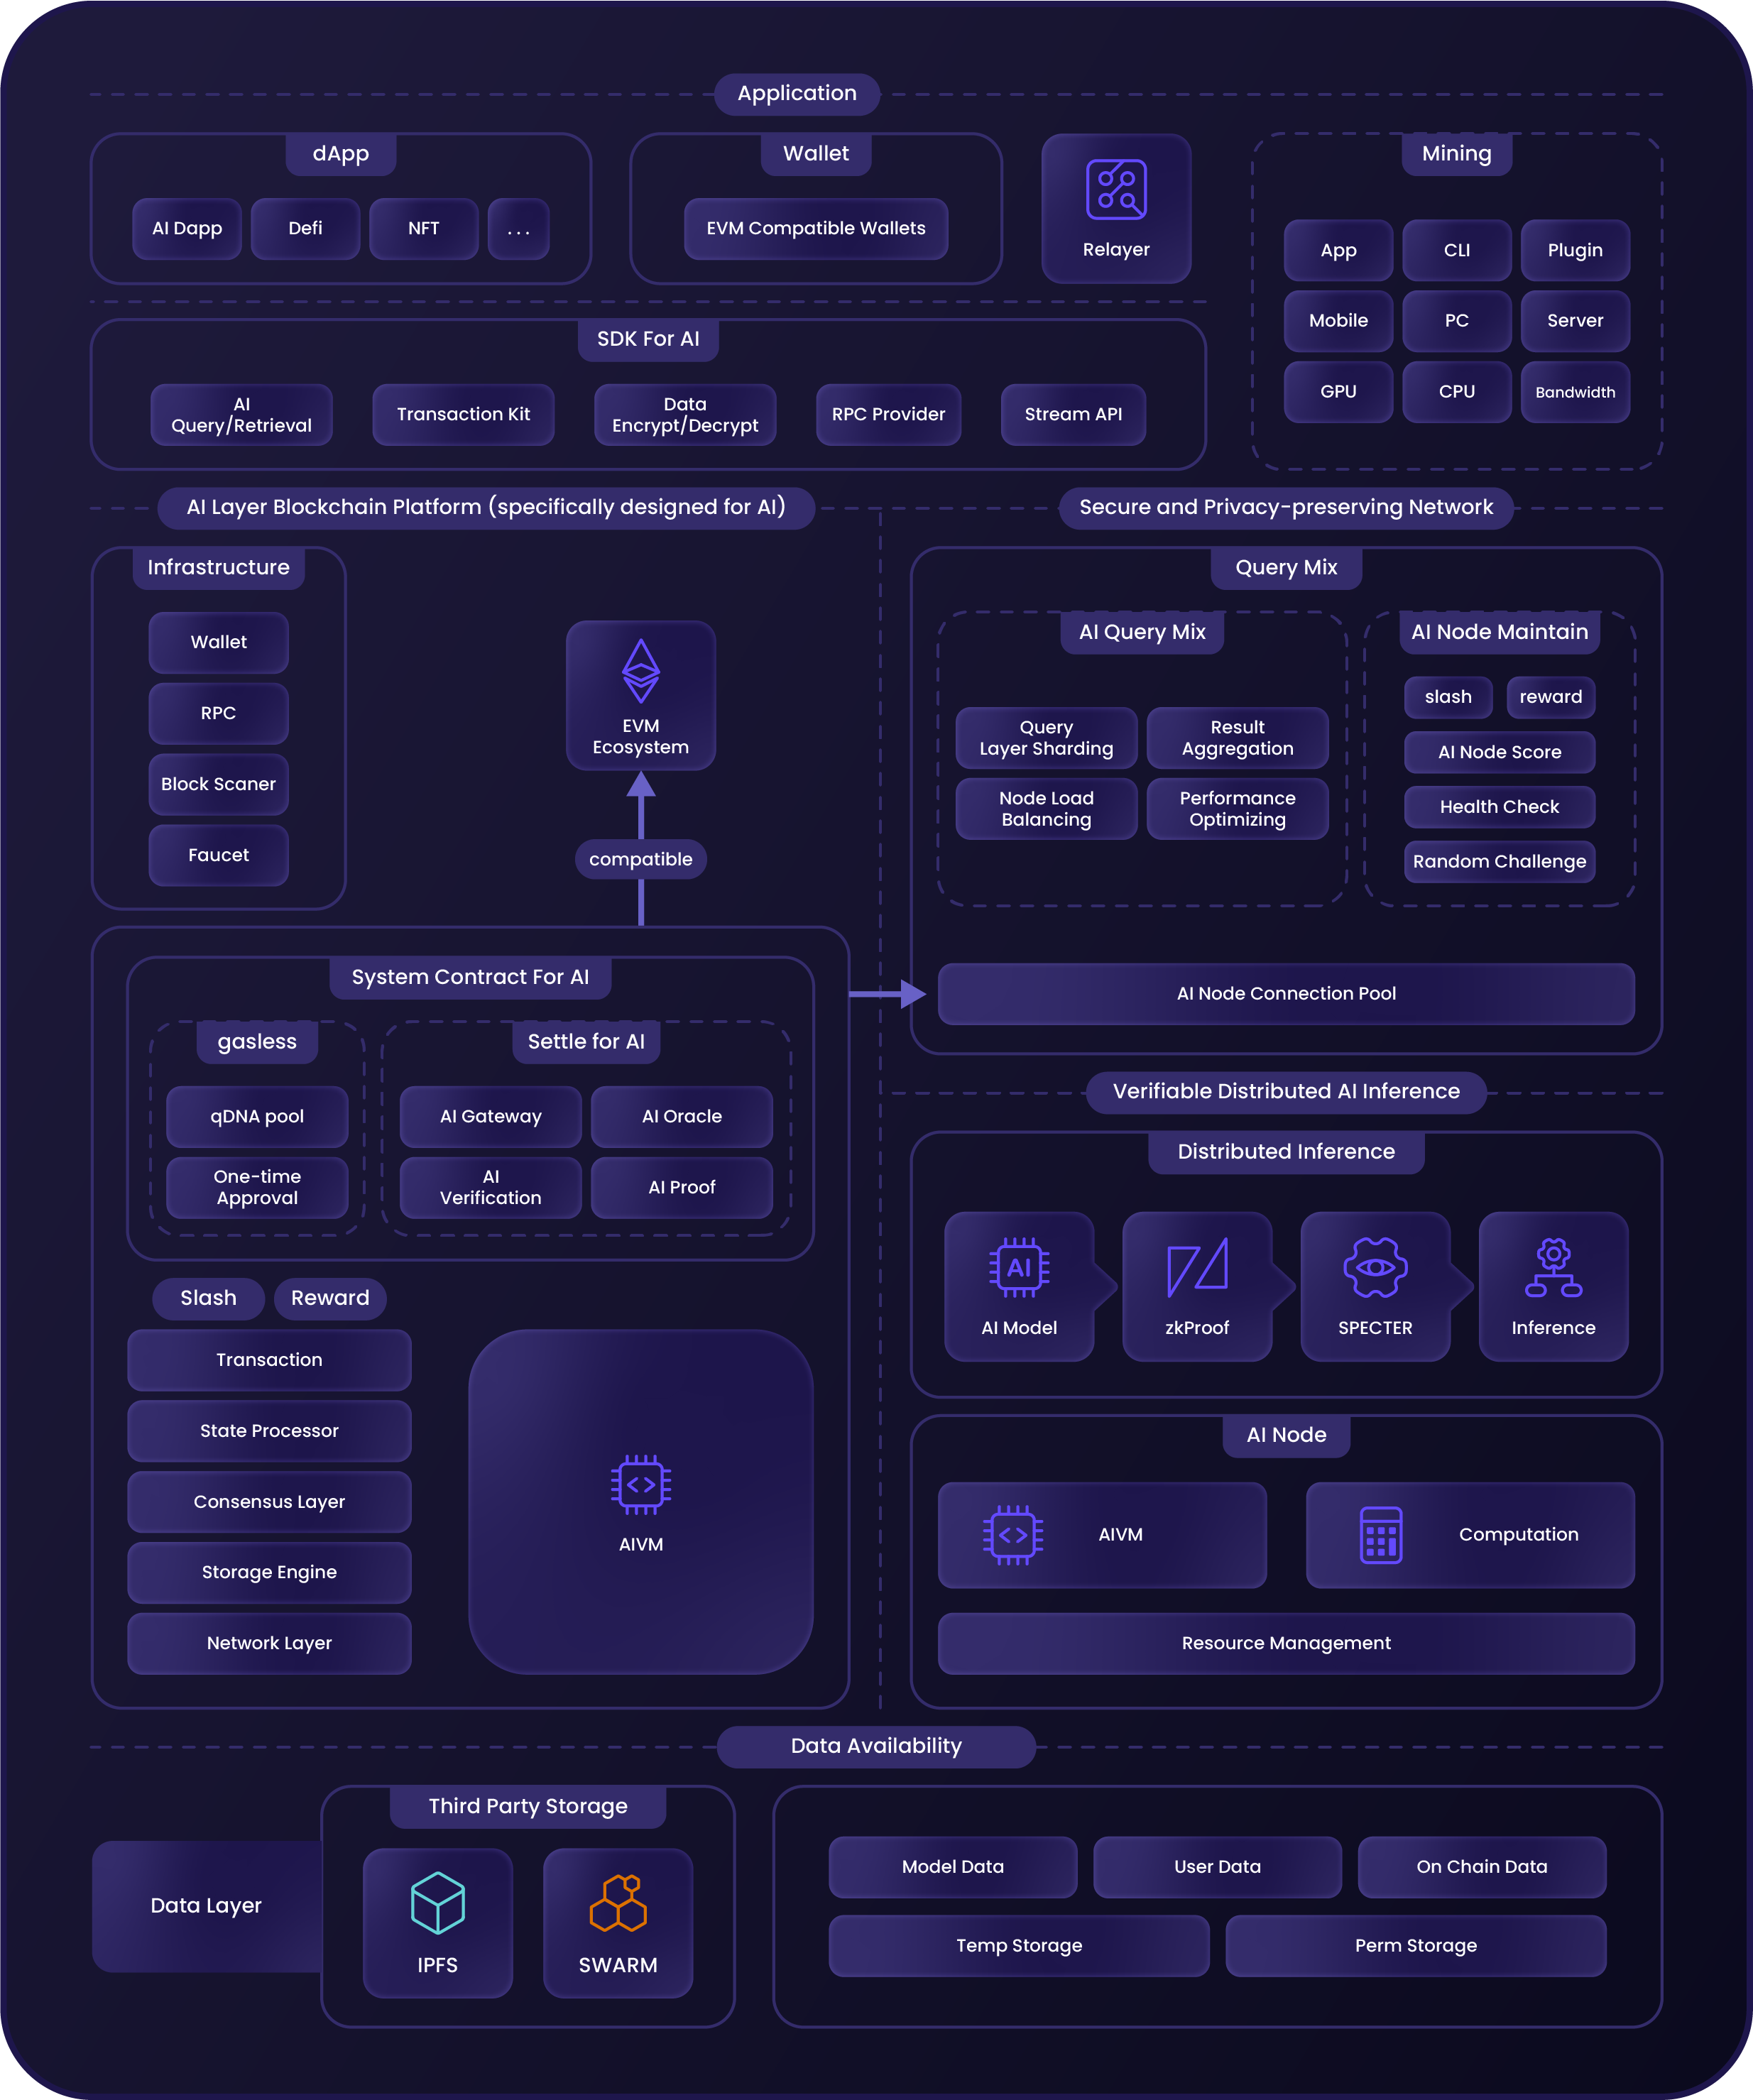 Application
dApp
AI Dapp
Defi
NFT
...
Wallet
EVM Compatible Wallets
Relayer
Mining
App
CLI
Plugin
Mobile
PC
Server
GPU
CPU
Bandwidth
SDK For AI
AI
Query/Retrieval
Transaction Kit
Data
Encrypt/Decrypt
RPC Provider
Stream API
AI Layer Blockchain Platform (specifically designed for AI)
Infrastructure
Wallet
RPC
Block Scaner
Faucet
EVM
Ecosystem
compatible
System Contract For AI
gasless
qDNA pool
One-time
Approval
Settle for AI
AI Gateway
AI Oracle
AI
Verification
AI Proof
Slash
Reward
Transaction
State Processor
Consensus Layer
Storage Engine
Network Layer
AIVM
Secure and Privacy-preserving Network
Query Mix
AI Query Mix
Query
Layer Sharding
Result
Aggregation
Node Load
Balancing
Performance
Optimizing
AI Node Maintain
slash
reward
AI Node Score
Health Check
Random Challenge
AI Node Connection Pool
Verifiable Distributed AI Inference
Distributed Inference
AI
AI Model
zkProof
SPECTER
Inference
AI Node
AIVM
Computation
Resource Management
Data Availability
Data Layer
Third Party Storage
IPFS
SWARM
Model Data
User Data
On Chain Data
Temp Storage
Perm Storage